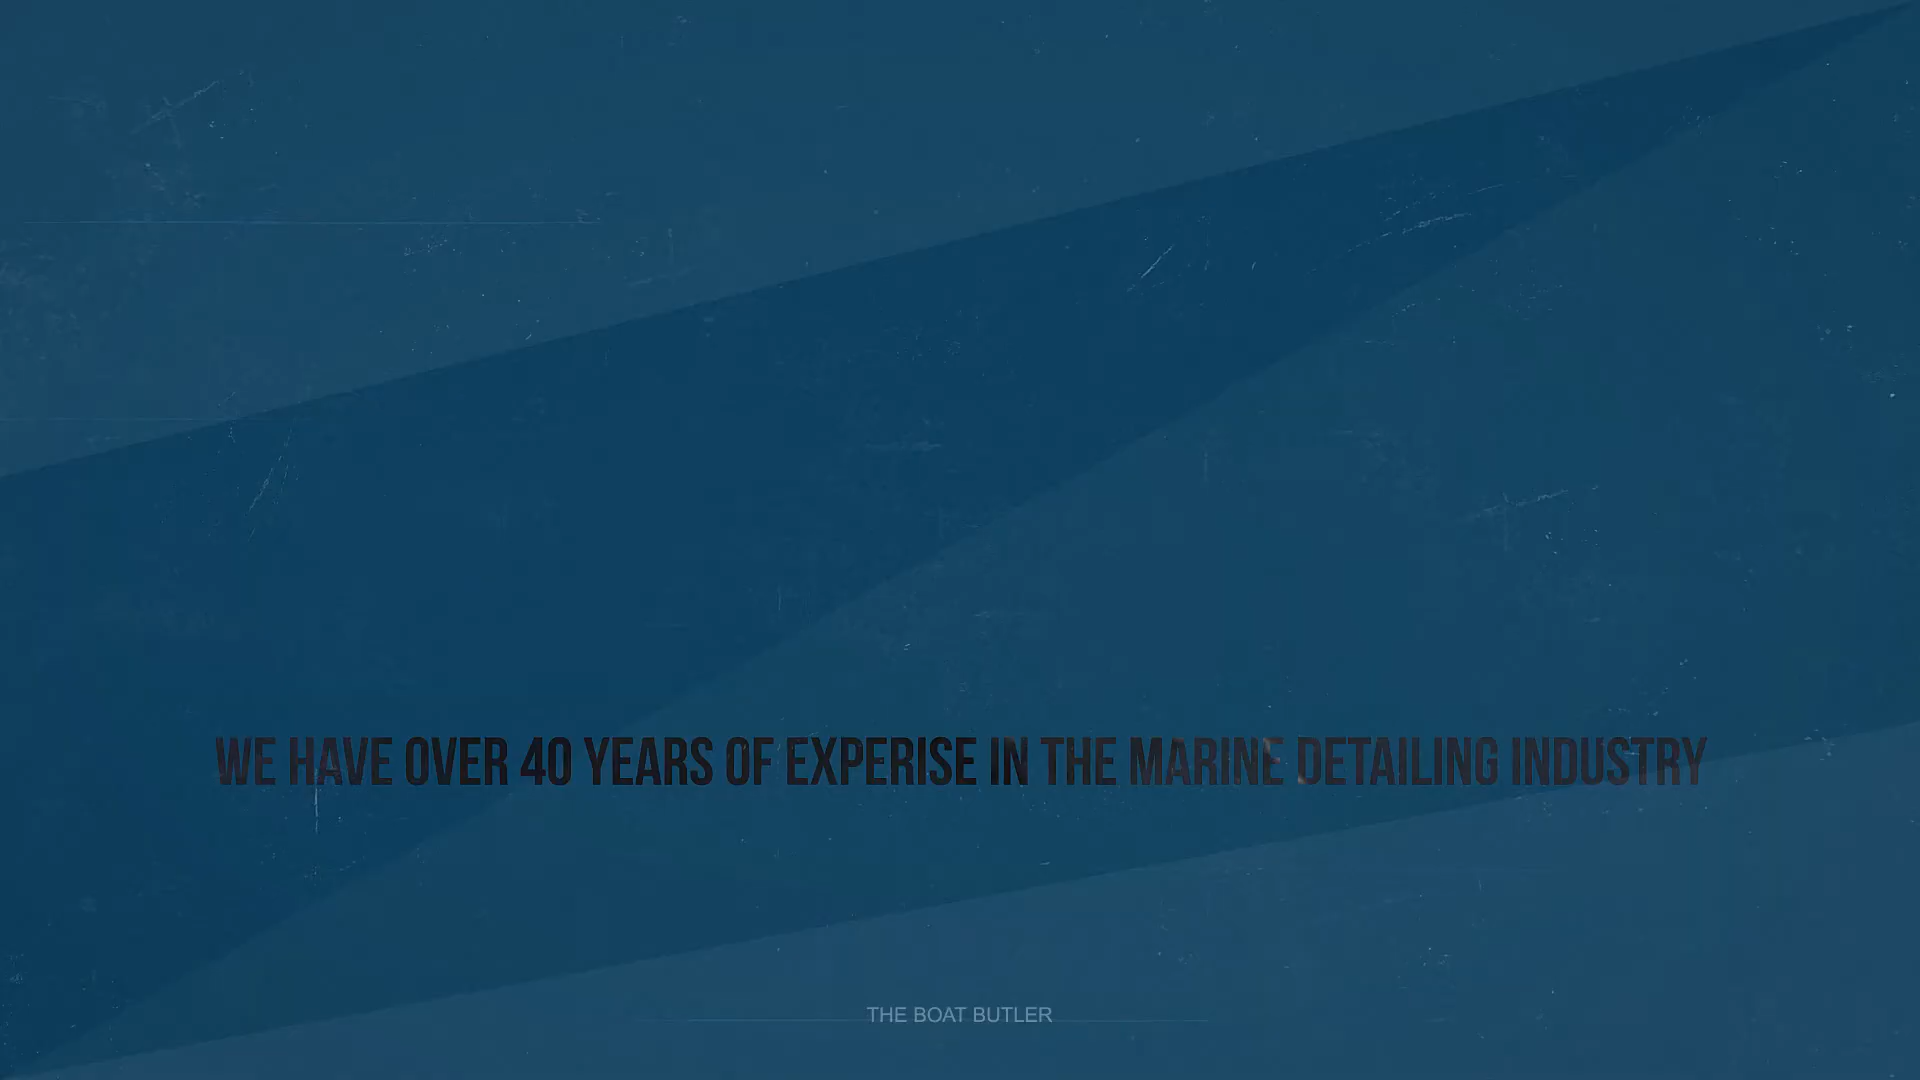 WE HAVE OVER 40 YEARS OF EXPERISE IN THE MARINE DETAILING INDUSTRY
THE BOAT BUTLER